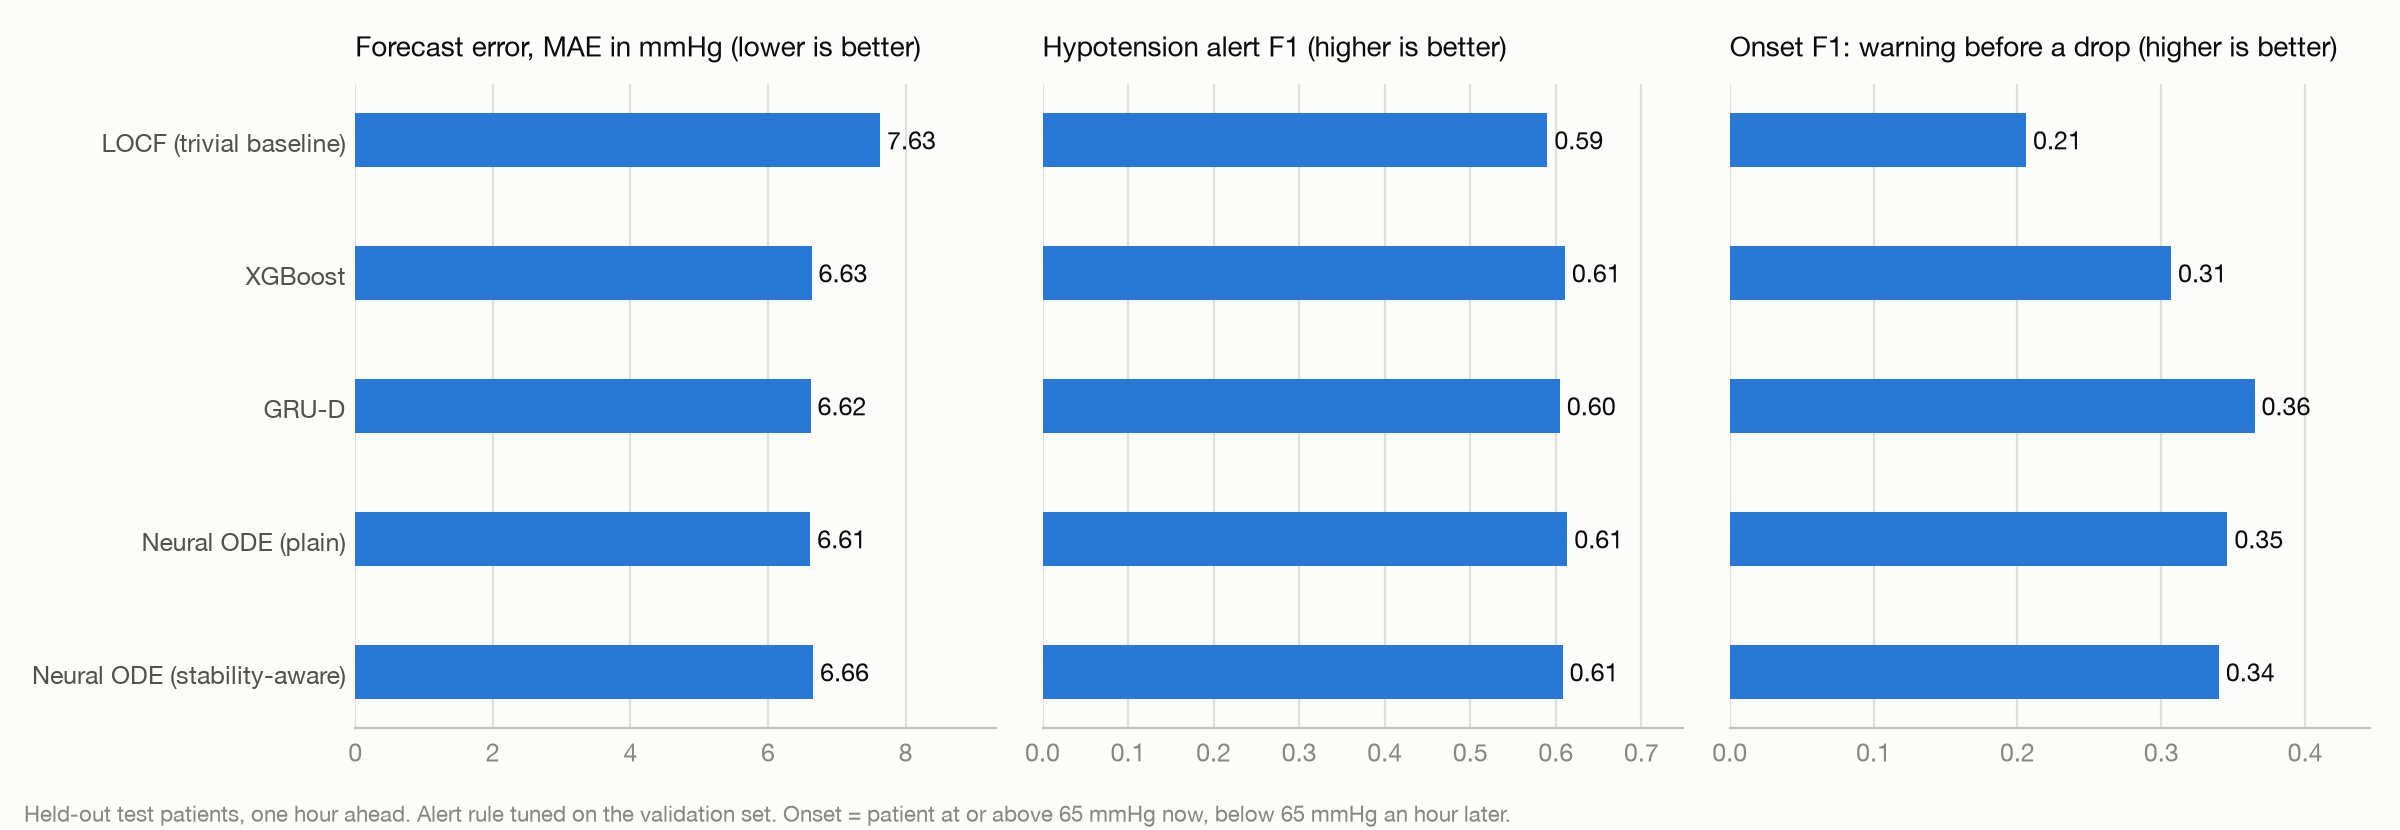 Forecast error, MAE in mmHg (lower is better)
Hypotension alert F1 (higher is better)
Onset F1: warning before a drop (higher is better)
LOCF (trivial baseline)
7.63
0.59
0.21
XGBoost
6.63
0.61
0.31
GRU-D
6.62
0.60
0.36
Neural ODE (plain)
6.61
0.61
0.35
Neural ODE (stability-aware)
6.66
0.61
0.34
0 2 4 6 8
0.0 0.1 0.2 0.3 0.4 0.5 0.6 0.7
0.0 0.1 0.2 0.3 0.4
Held-out test patients, one hour ahead. Alert rule tuned on the validation set. Onset = patient at or above 65 mmHg now, below 65 mmHg an hour later.